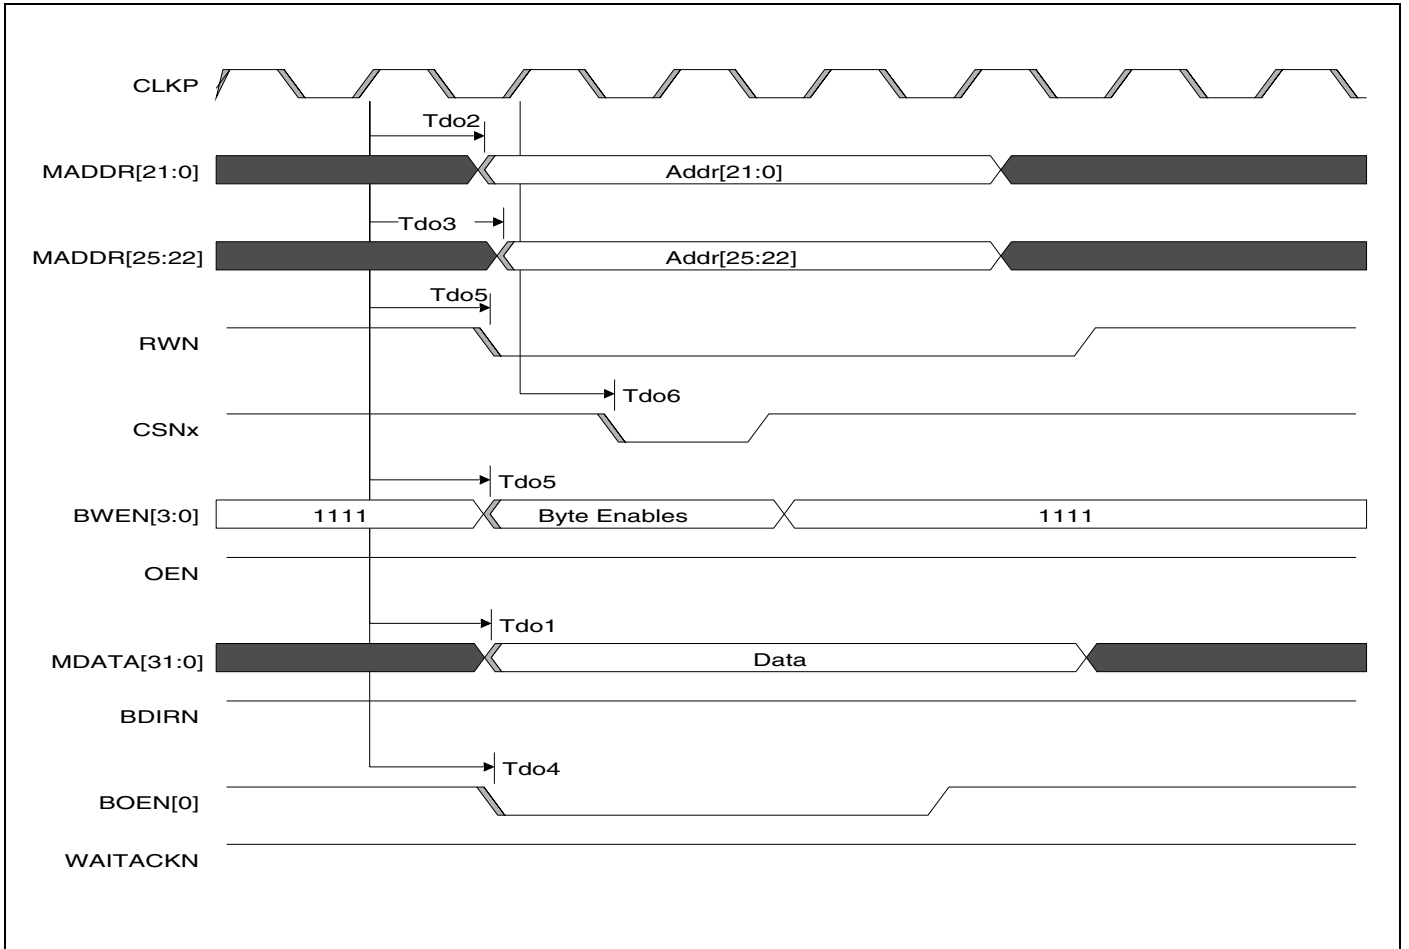 CLKP
Tdo2
MADDR[21:0] Addr[21:0]
Tdo3
MADDR[25:22] Addr[25:22]
Tdo5
RWN
Tdo6
CSNx
Tdo5
BWEN[3:0] 1111 Byte Enables 1111
OEN
Tdo1
MDATA[31:0] Data
BDIRN
Tdo4
BOEN[0]
WAITACKN